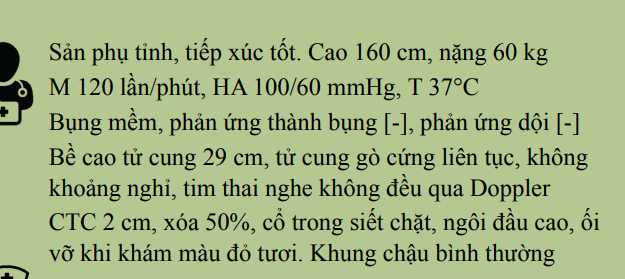 Sản phụ tỉnh, tiếp xúc tốt. Cao 160 cm, nặng 60 kg
M 120 lần/phút, HA 100/60 mmHg, T 37°C
Bụng mềm, phản ứng thành bụng [-], phản ứng dội [-]
Bề cao tử cung 29 cm, tử cung gò cứng liên tục, không
khoảng nghỉ, tim thai nghe không đều qua Doppler
CTC 2 cm, xóa 50%, cổ trong siết chặt, ngôi đầu cao, ối
vỡ khi khám màu đỏ tươi. Khung chậu bình thường